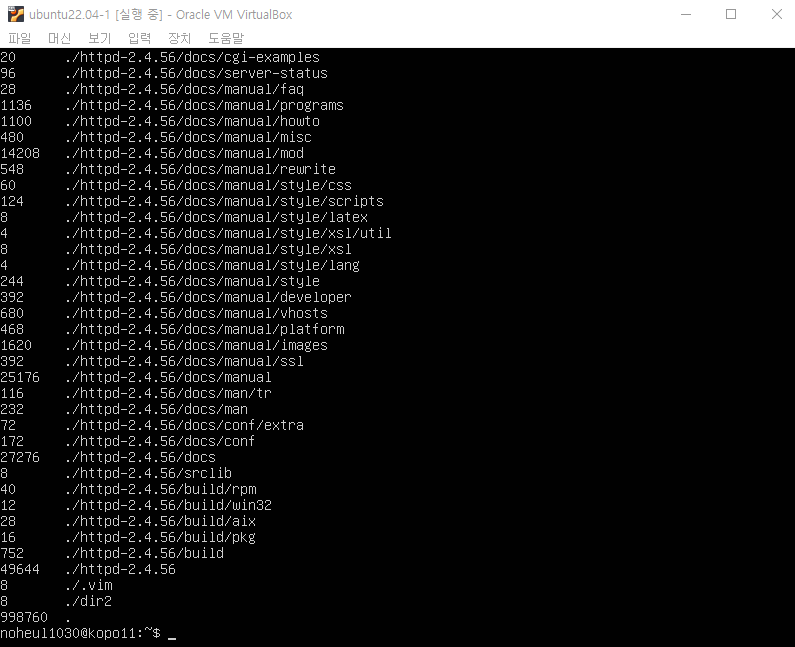 ubuntu22.04-1 [실행 중] - Oracle VM VirtualBox
파일 머신 보기 입력 장치 도움말
20 ./httpd-2.4.56/docs/cgi-examples
96 ./httpd-2.4.56/docs/server-status
28 ./httpd-2.4.56/docs/manual/faq
1136 ./httpd-2.4.56/docs/manual/programs
1100 ./httpd-2.4.56/docs/manual/howto
480 ./httpd-2.4.56/docs/manual/misc
14208 ./httpd-2.4.56/docs/manual/mod
548 ./httpd-2.4.56/docs/manual/rewrite
60 ./httpd-2.4.56/docs/manual/style/css
124 ./httpd-2.4.56/docs/manual/style/scripts
8 ./httpd-2.4.56/docs/manual/style/latex
4 ./httpd-2.4.56/docs/manual/style/xsl/util
8 ./httpd-2.4.56/docs/manual/style/xsl
4 ./httpd-2.4.56/docs/manual/style/lang
244 ./httpd-2.4.56/docs/manual/style
392 ./httpd-2.4.56/docs/manual/developer
680 ./httpd-2.4.56/docs/manual/vhosts
468 ./httpd-2.4.56/docs/manual/platform
1620 ./httpd-2.4.56/docs/manual/images
392 ./httpd-2.4.56/docs/manual/ssl
25176 ./httpd-2.4.56/docs/manual
116 ./httpd-2.4.56/docs/man/tr
232 ./httpd-2.4.56/docs/man
72 ./httpd-2.4.56/docs/conf/extra
172 ./httpd-2.4.56/docs/conf
27276 ./httpd-2.4.56/docs
8 ./httpd-2.4.56/srclib
40 ./httpd-2.4.56/build/rpm
12 ./httpd-2.4.56/build/win32
28 ./httpd-2.4.56/build/aix
16 ./httpd-2.4.56/build/pkg
752 ./httpd-2.4.56/build
49644 ./httpd-2.4.56
8 ./.vim
8 ./dir2
998760 .
noheul1030@kopo11:~$ _